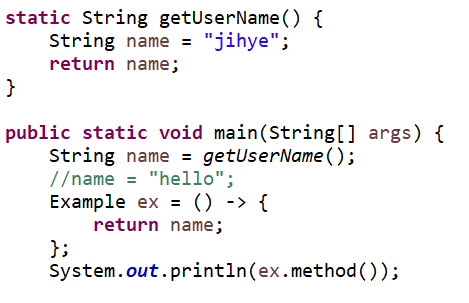 static String getUserName() {
    String name = "jihye";
    return name;
}

public static void main(String[] args) {
    String name = getUserName();
    //name = "hello";
    Example ex = () -> {
        return name;
    };
    System.out.println(ex.method());